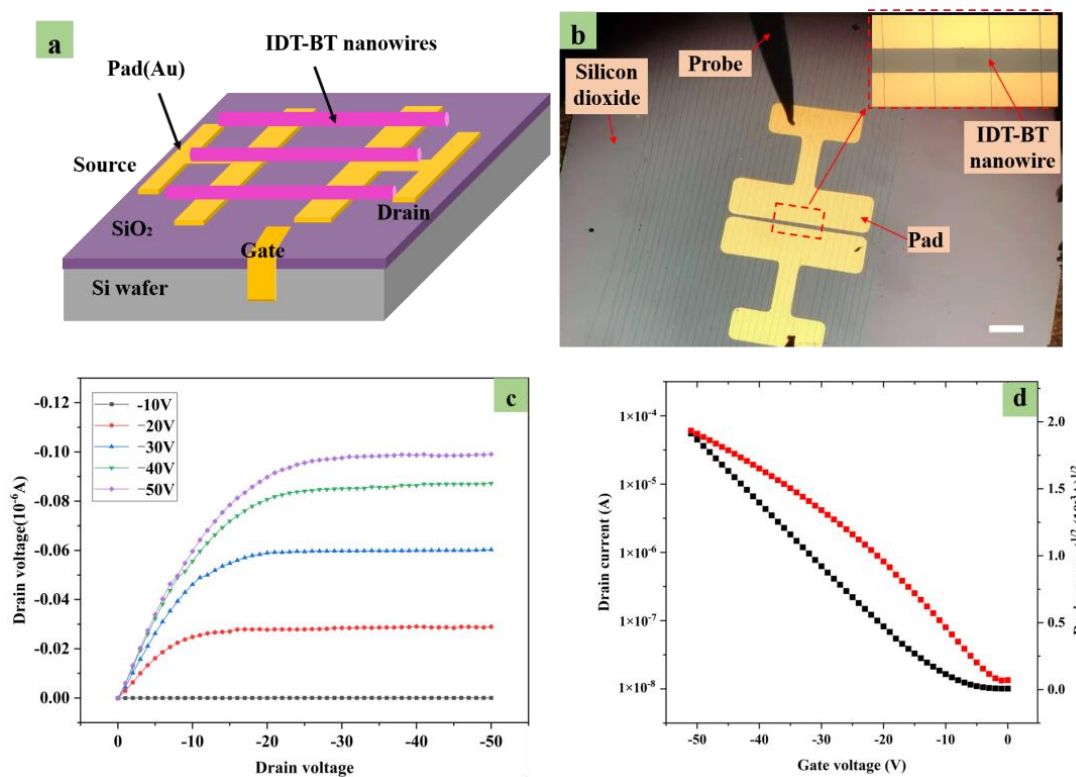 a
IDT-BT nanowires
Pad(Au)
Source
SiO₂
Drain
Gate
Si wafer
b
Silicon
dioxide
Probe
IDT-BT
nanowire
Pad
c
Drain voltage(10⁻⁶A)
-0.12
-0.10
-0.08
-0.06
-0.04
-0.02
0.00
-10V
−20V
−30V
−40V
−50V
0
-10
-20
-30
-40
-50
Drain voltage
d
Drain current (A)
1×10⁻⁴
1×10⁻⁵
1×10⁻⁶
1×10⁻⁷
1×10⁻⁸
2.0
1.5
1.0
0.5
0.0
-50
-40
-30
-20
-10
0
Gate voltage (V)